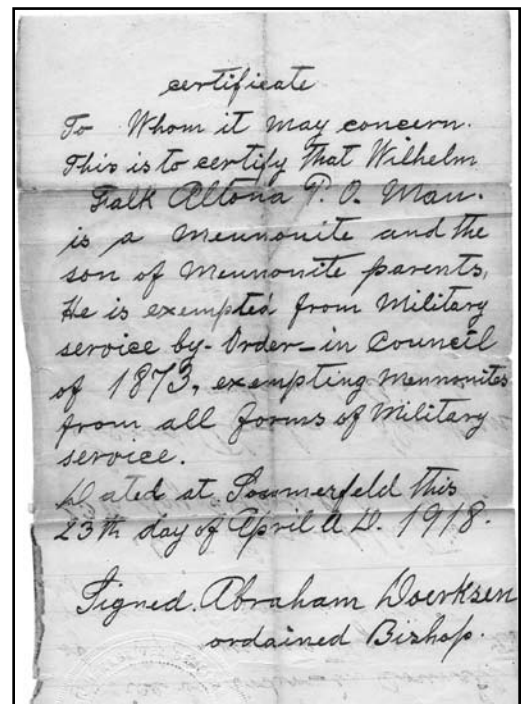 certificate
To Whom it may concern.
This is to certify that Wilhelm
Falk Altona P. O. Man.
is a Mennonite and the
son of Mennonite parents,
He is exempted from Military
service by-Order-in Council
of 1873, exempting Mennonites
from all forms of Military
service.
Dated at Sommerfeld this
23th day of April A D. 1918.
Signed. Abraham Doerksen
ordained Bishop.